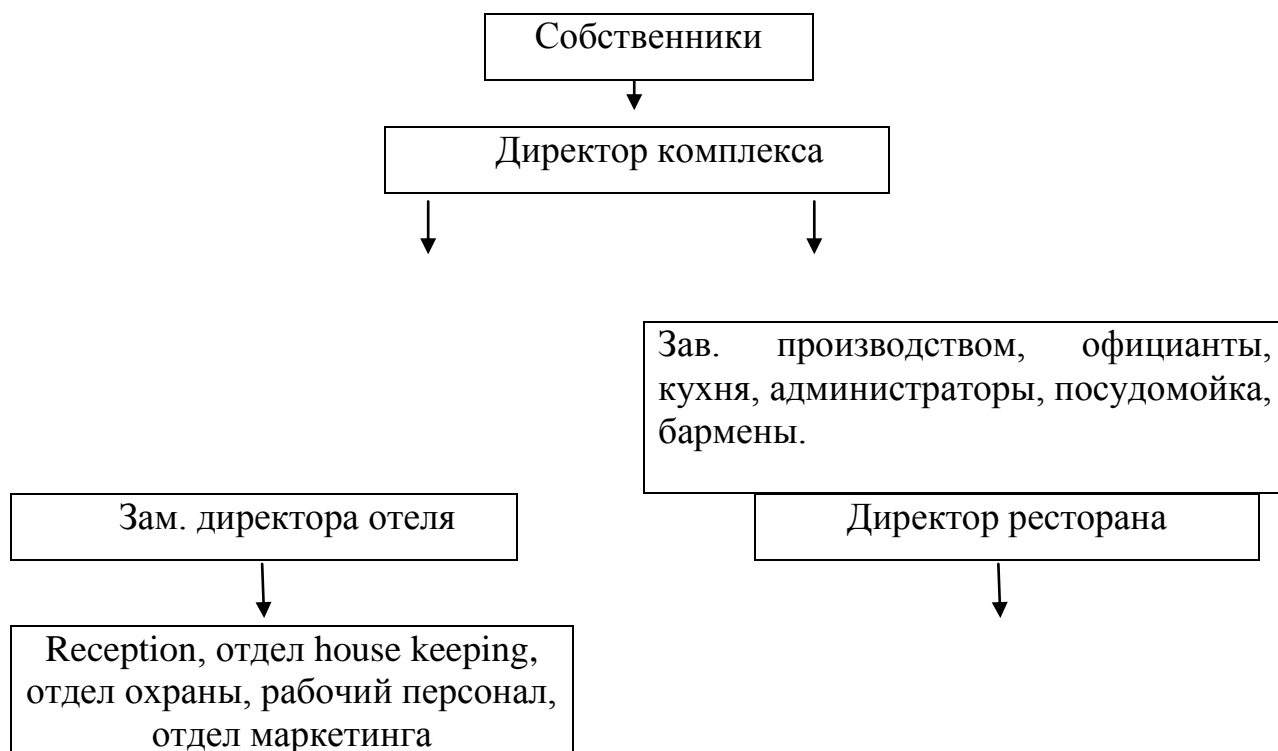 Собственники
Директор комплекса
Зав. производством, официанты,
кухня, администраторы, посудомойка,
бармены.
Зам. директора отеля
Директор ресторана
Reception, отдел house keeping,
отдел охраны, рабочий персонал,
отдел маркетинга